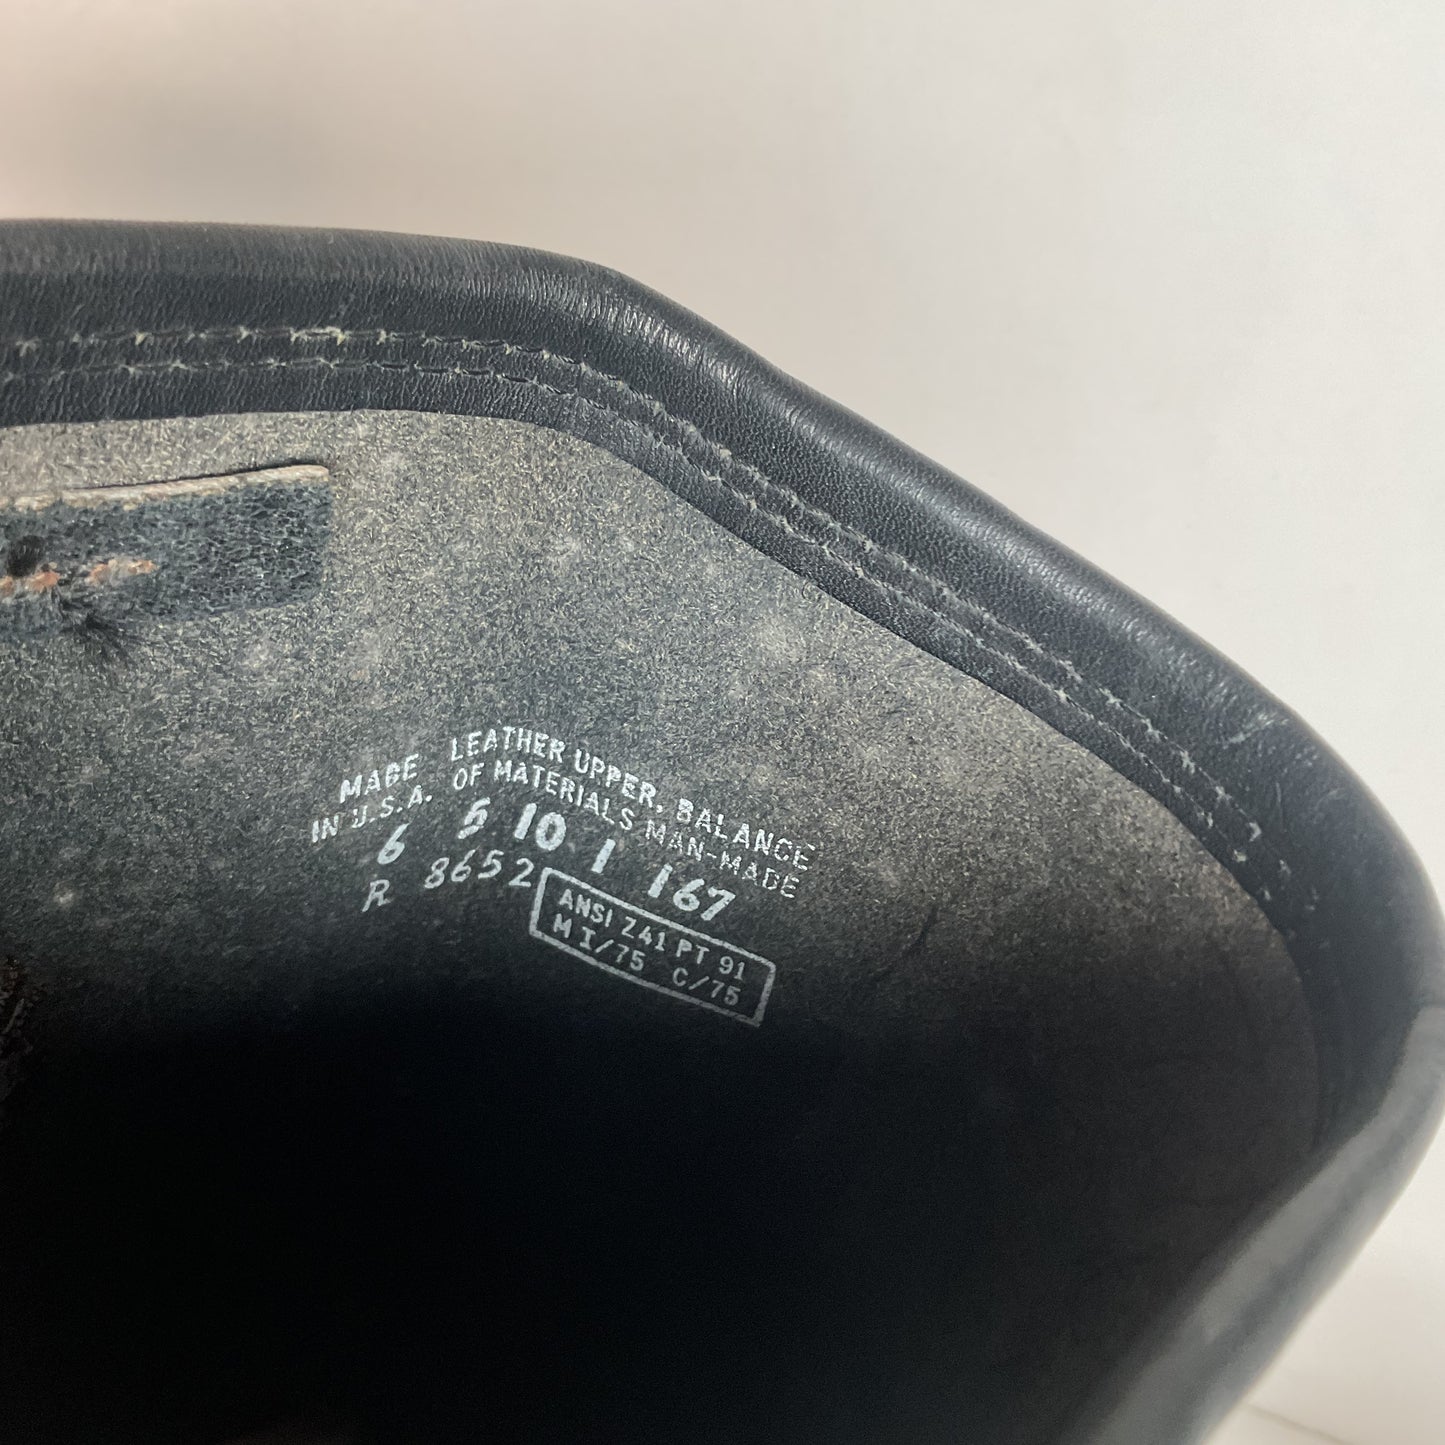 MADE LEATHER UPPER, BALANCE
IN U.S.A. OF MATERIALS MAN-MADE
6 5 10 1 167
R 8652
ANSI Z41 PT 91
MI/75 C/75